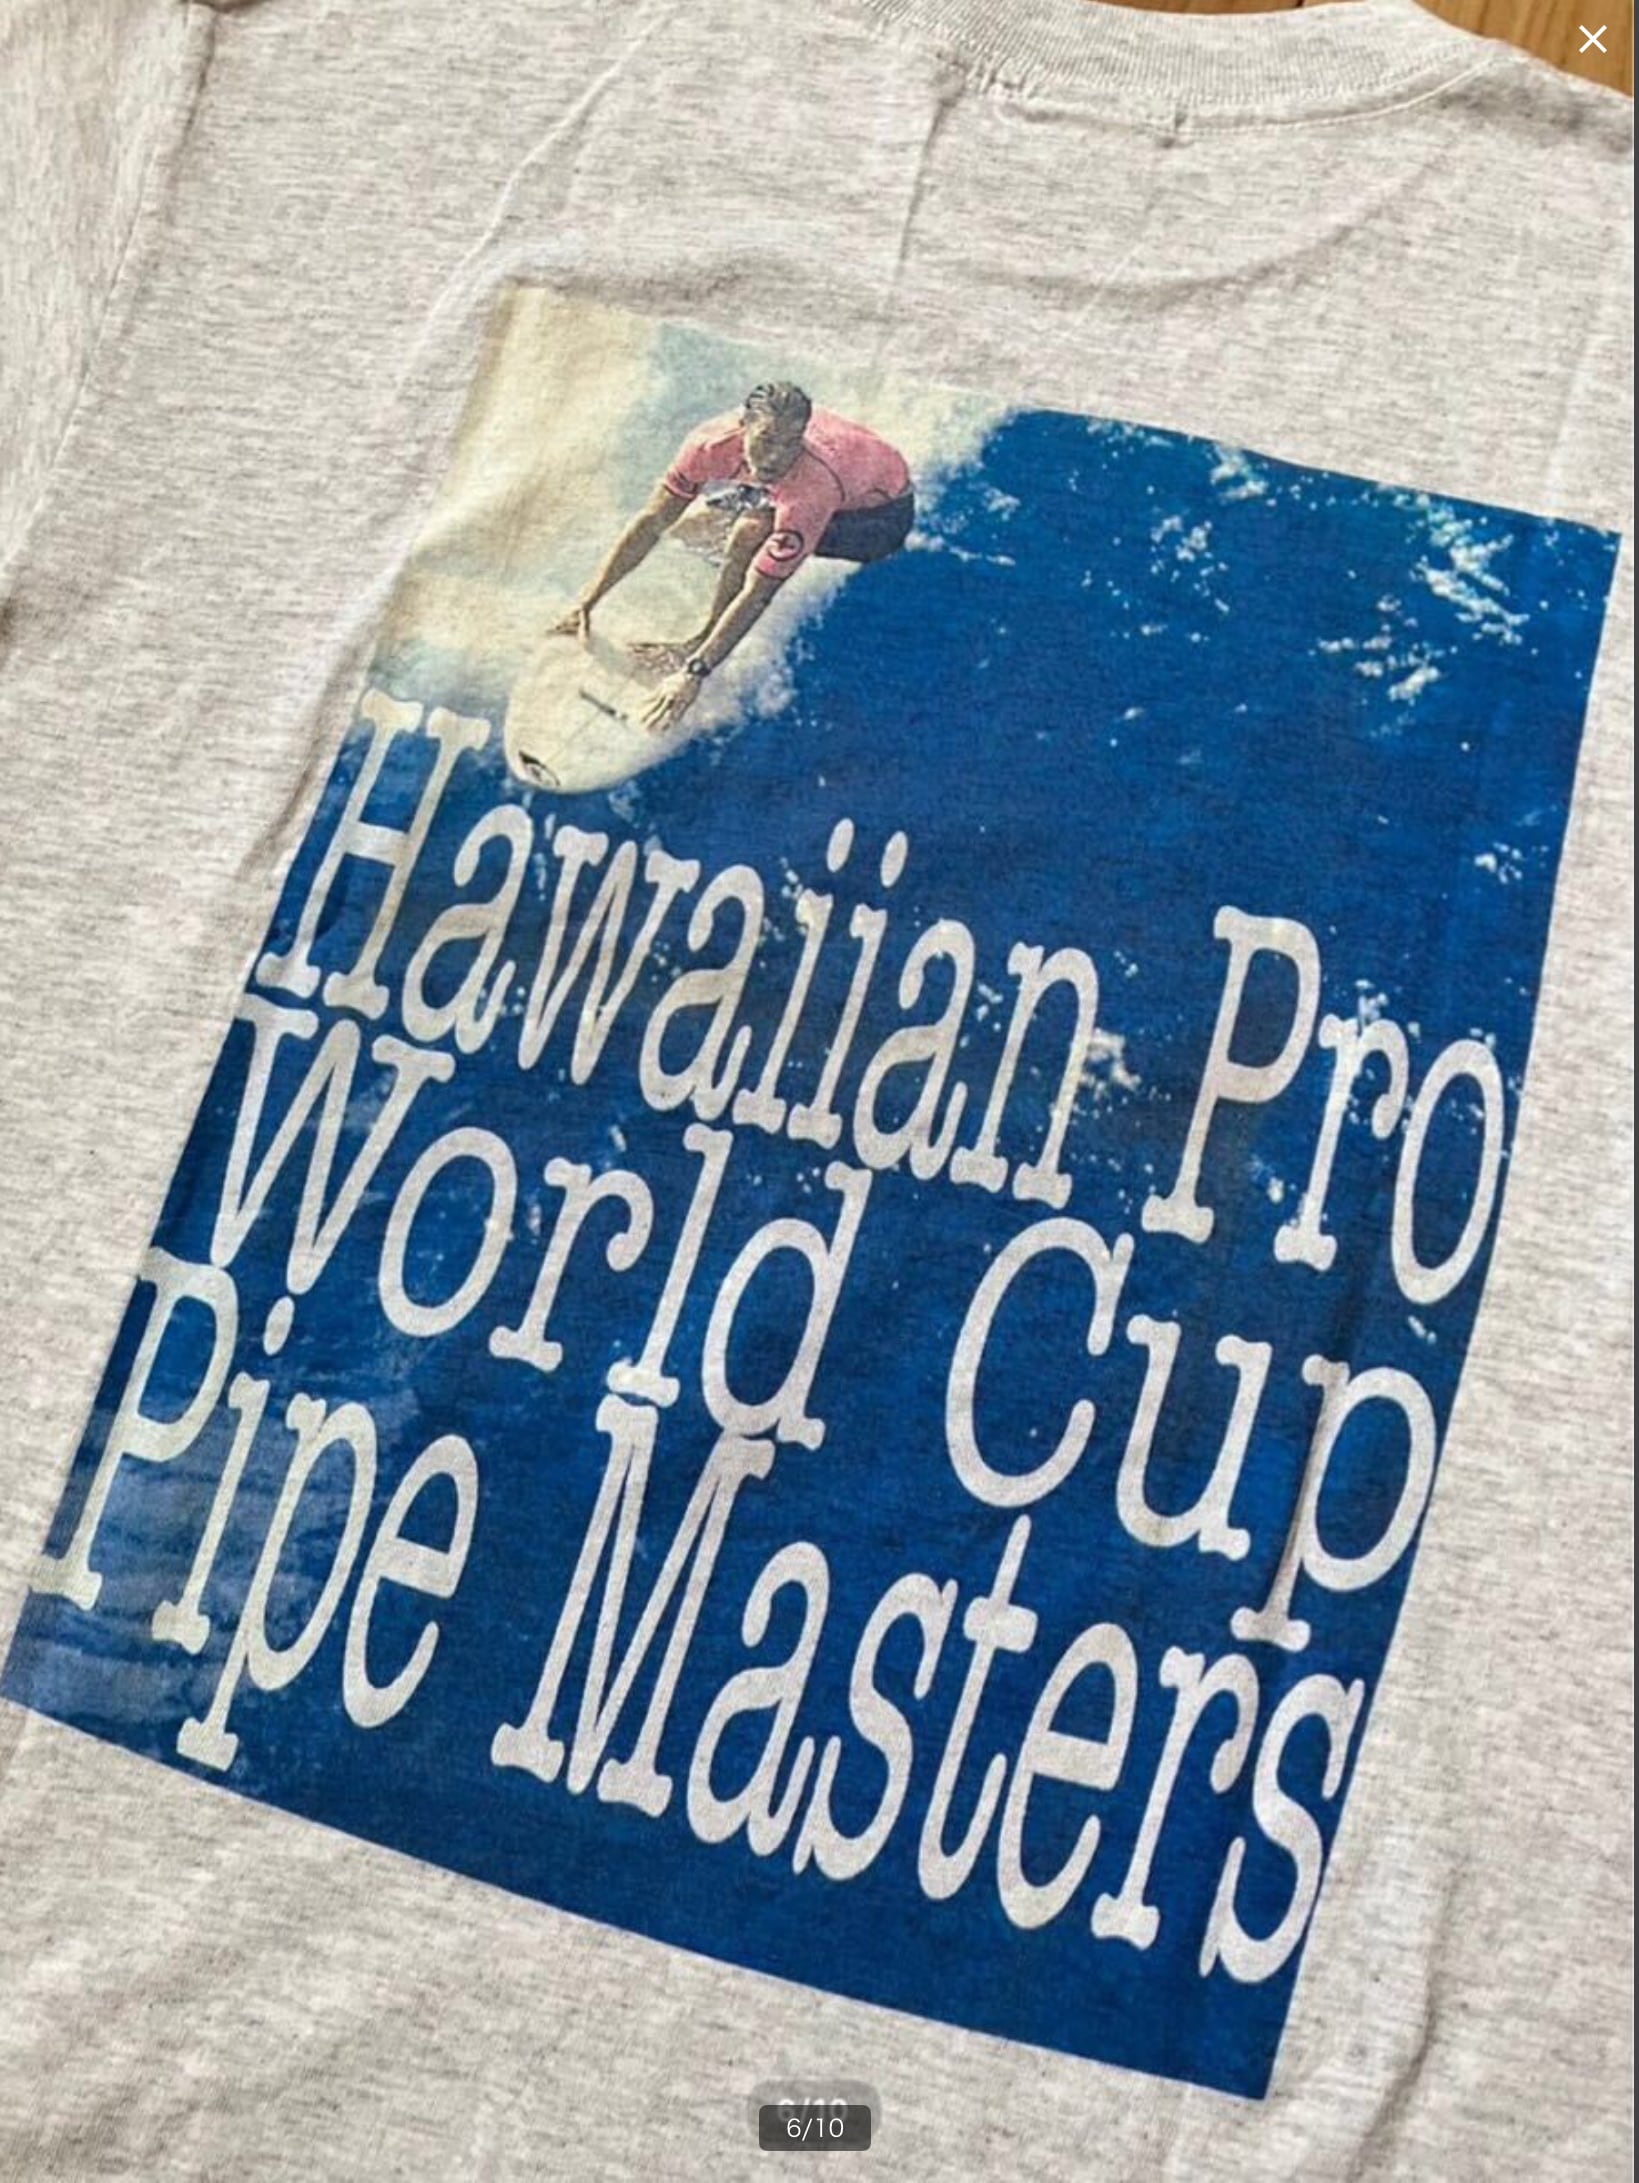 Hawaiian Pro
World Cup
Pipe Masters
6/10